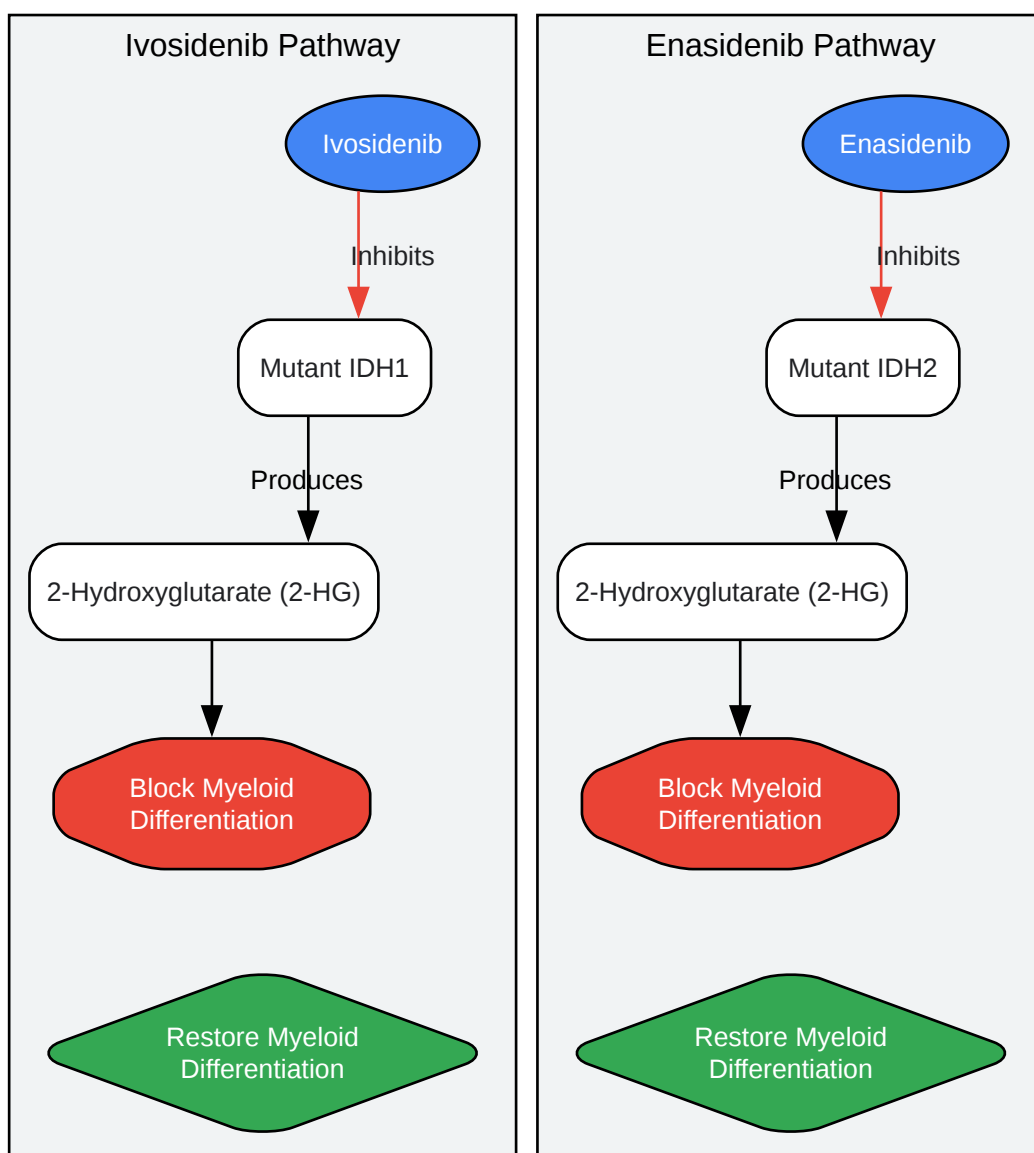 Ivosidenib Pathway
Ivosidenib
Inhibits
Mutant IDH1
Produces
2-Hydroxyglutarate (2-HG)
Block Myeloid
Differentiation
Restore Myeloid
Differentiation
Enasidenib Pathway
Enasidenib
Inhibits
Mutant IDH2
Produces
2-Hydroxyglutarate (2-HG)
Block Myeloid
Differentiation
Restore Myeloid
Differentiation